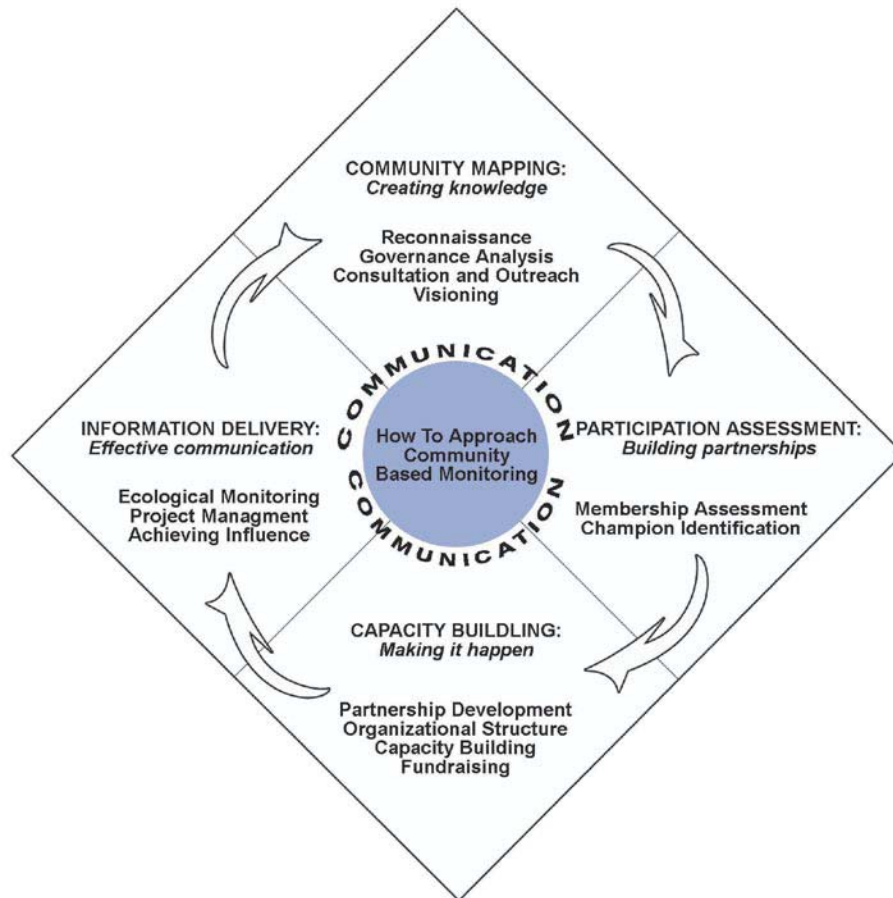 COMMUNITY MAPPING:
Creating knowledge
Reconnaissance
Governance Analysis
Consultation and Outreach
Visioning
COMMUNICATION
How To Approach
Community
Based Monitoring
COMMUNICATION
INFORMATION DELIVERY:
Effective communication
Ecological Monitoring
Project Managment
Achieving Influence
PARTICIPATION ASSESSMENT:
Building partnerships
Membership Assessment
Champion Identification
CAPACITY BUILDLING:
Making it happen
Partnership Development
Organizational Structure
Capacity Building
Fundraising